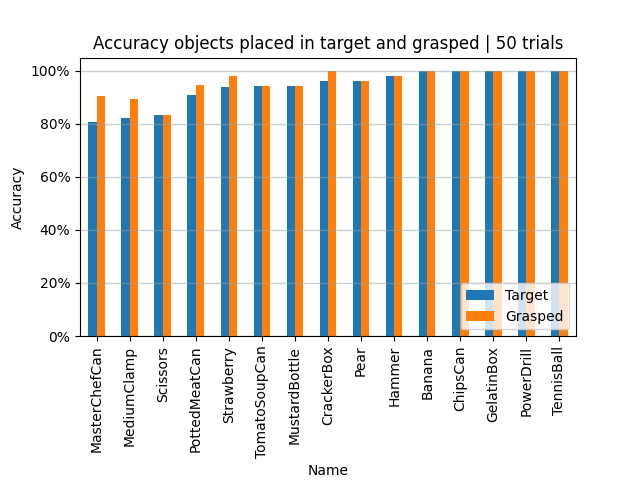 Accuracy objects placed in target and grasped | 50 trials
100%
80%
60%
40%
20%
0%
Accuracy
Target
Grasped
MasterChefCan
MediumClamp
Scissors
PottedMeatCan
Strawberry
TomatoSoupCan
MustardBottle
CrackerBox
Pear
Hammer
Banana
ChipsCan
GelatinBox
PowerDrill
TennisBall
Name